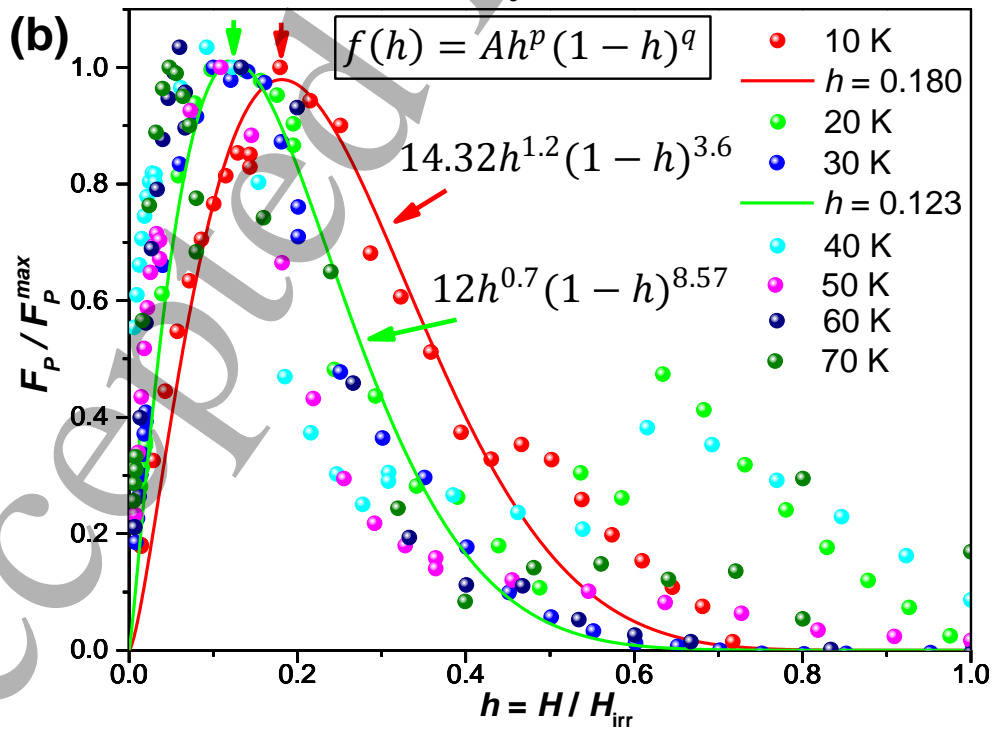 (b)
f(h) = Ah^p(1 − h)^q
10 K
h = 0.180
20 K
30 K
h = 0.123
40 K
50 K
60 K
70 K
14.32h^1.2(1 − h)^3.6
12h^0.7(1 − h)^8.57
F_P / F_P^max
1.0
0.8
0.6
0.4
0.2
0.0
0.0 0.2 0.4 0.6 0.8 1.0
h = H / H_irr
ccepted